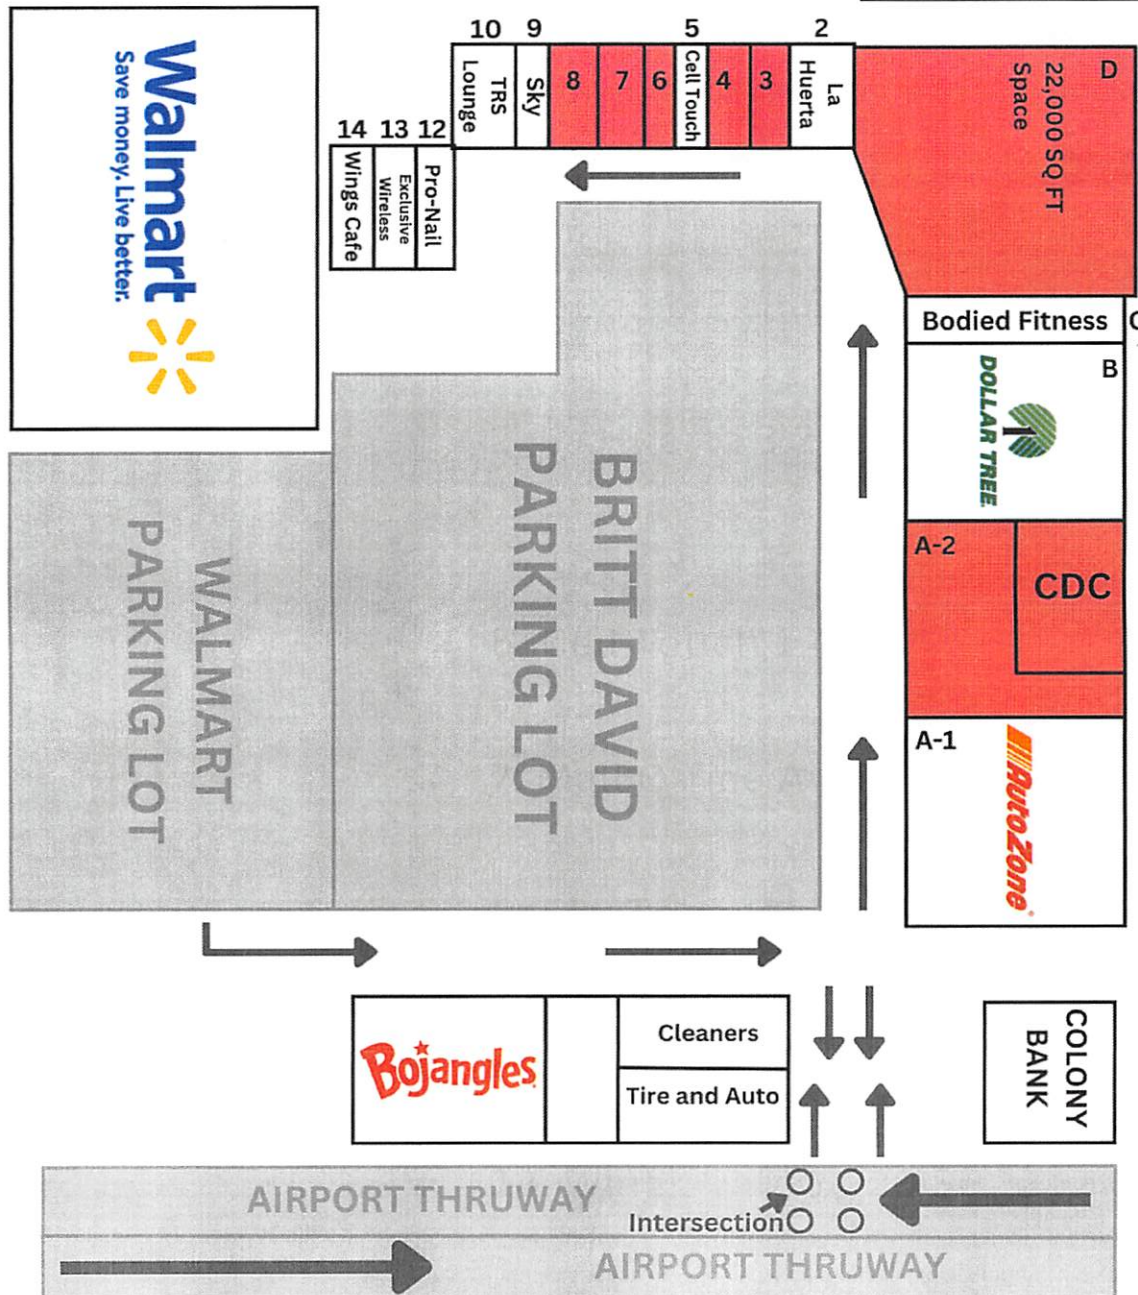 10
9
5
2
TRS
Lounge
Sky
8
7
6
Cell Touch
4
3
La
Huerta
D
22,000 SQ FT
Space
14
13
12
Wings Cafe
Exclusive
Wireless
Pro-Nail
Walmart
Save money. Live better.
Bodied Fitness
B
DOLLAR TREE
A-2
CDC
A-1
AutoZone
BRITT DAVID
PARKING LOT
WALMART
PARKING LOT
Bojangles
Cleaners
Tire and Auto
COLONY
BANK
AIRPORT THRUWAY
Intersection
AIRPORT THRUWAY